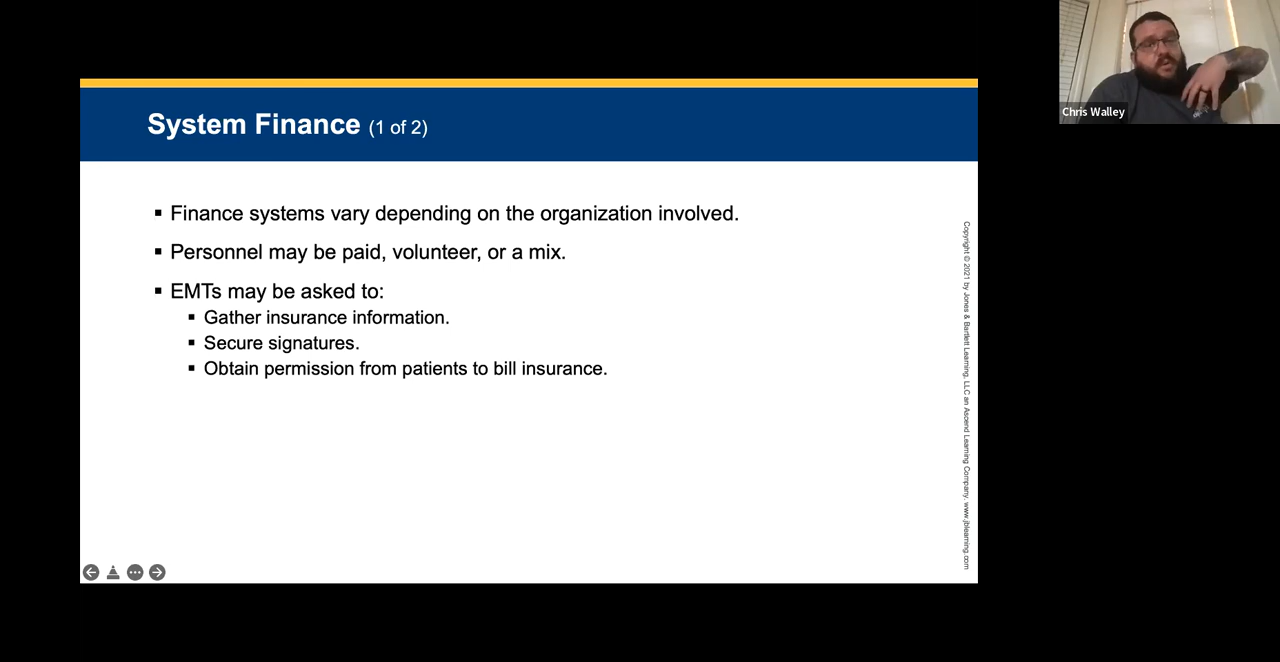 System Finance (1 of 2)
Finance systems vary depending on the organization involved.
Personnel may be paid, volunteer, or a mix.
EMTs may be asked to:
Gather insurance information.
Secure signatures.
Obtain permission from patients to bill insurance.
Copyright © 2021 by Jones & Bartlett Learning, LLC an Ascend Learning Company. www.jblearning.com
Chris Walley